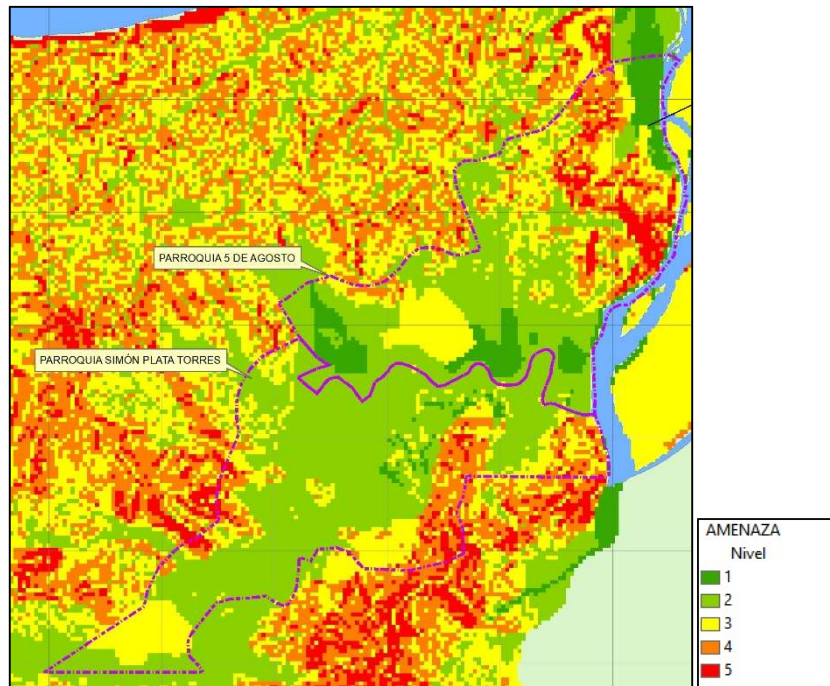 PARROQUIA 5 DE AGOSTO
PARROQUIA SIMÓN PLATA TORRES
AMENAZA
Nivel
1
2
3
4
5